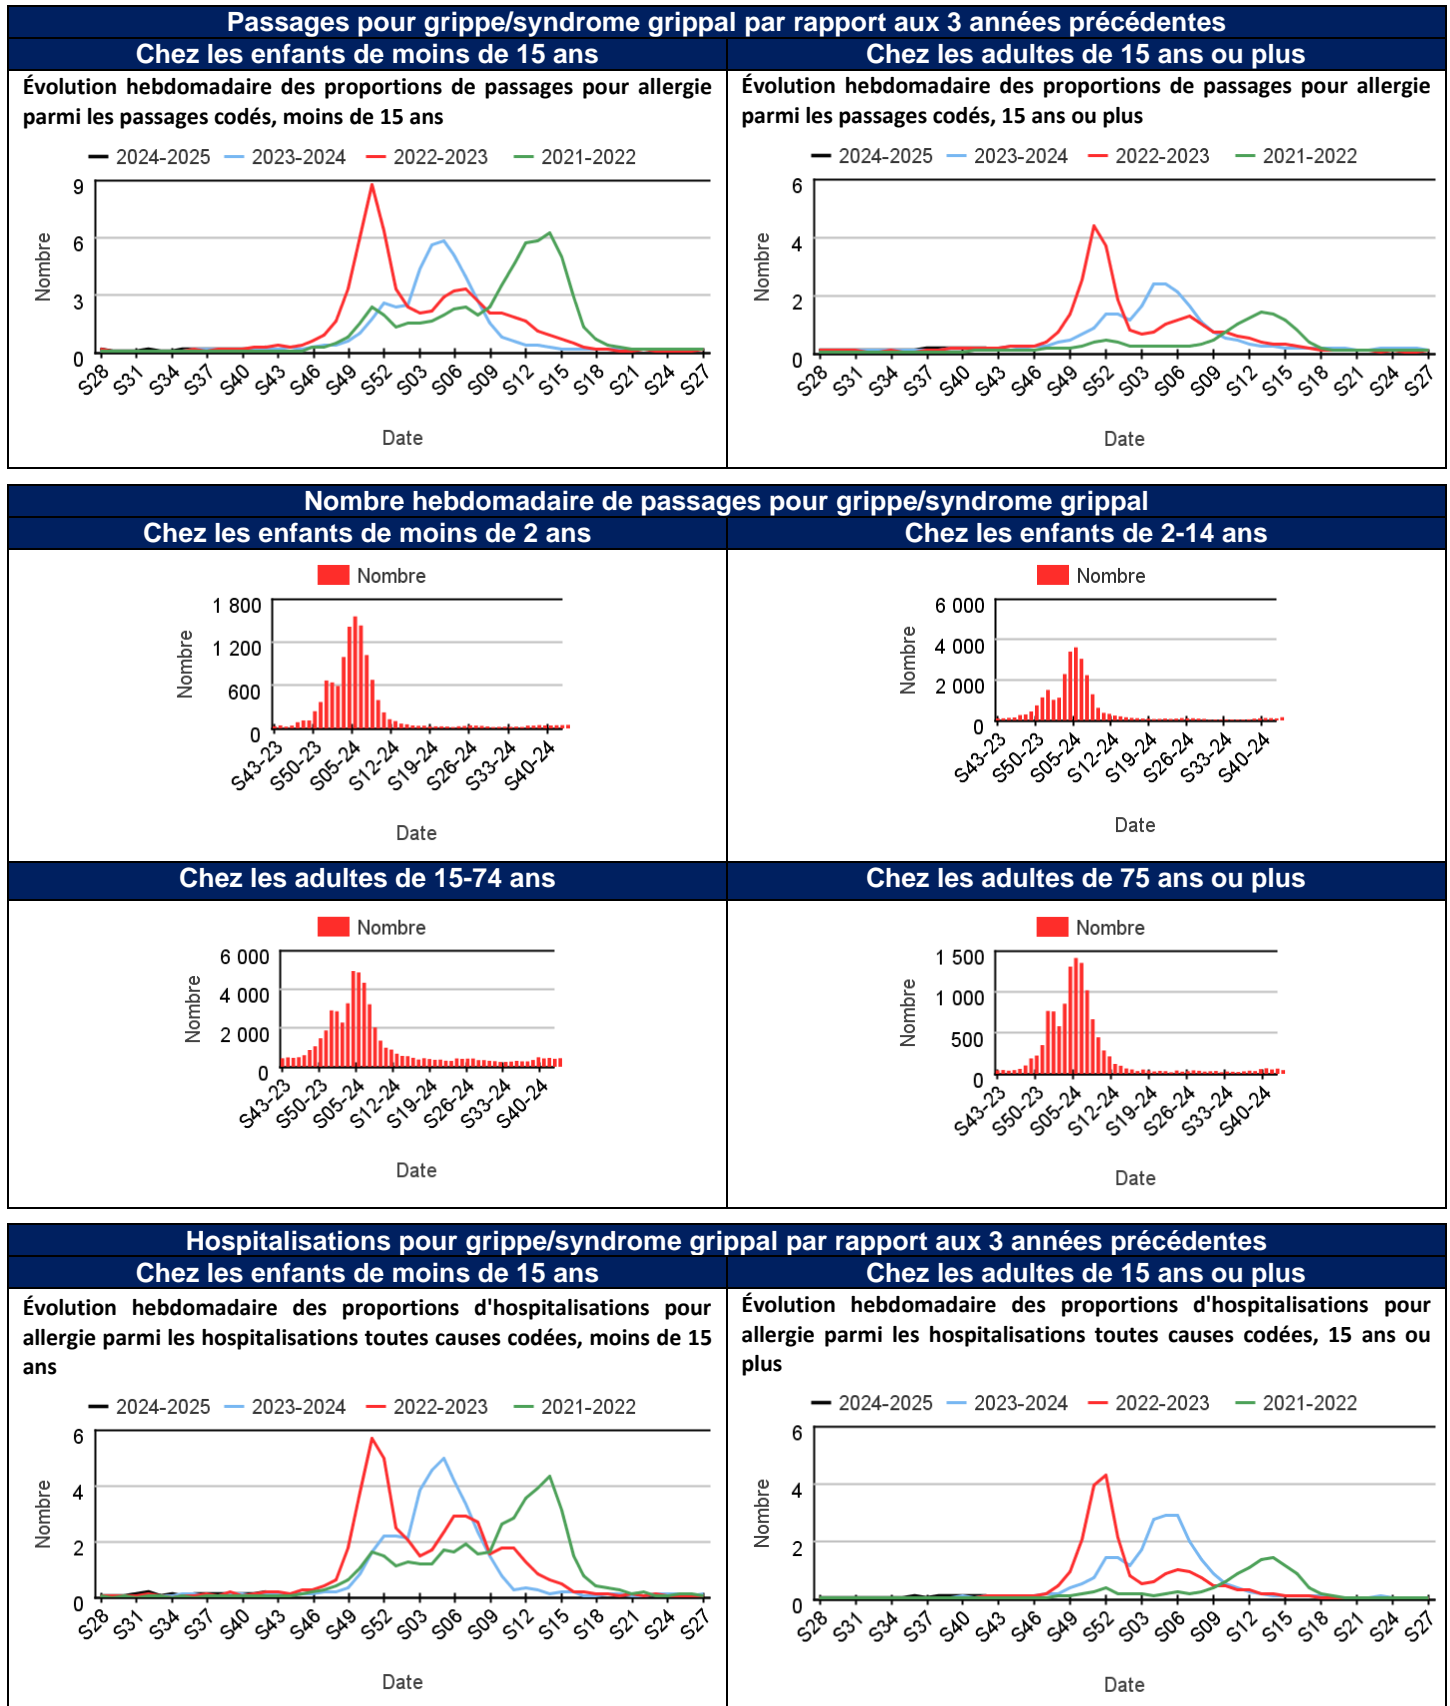 Passages pour grippe/syndrome grippal par rapport aux 3 années précédentes
Chez les enfants de moins de 15 ans
Évolution hebdomadaire des proportions de passages pour allergie
parmi les passages codés, moins de 15 ans
2024-2025 2023-2024 2022-2023 2021-2022
Nombre
9
6
3
0
S28 S31 S34 S37 S40 S43 S46 S49 S52 S03 S06 S09 S12 S15 S18 S21 S24 S27
Date
Chez les adultes de 15 ans ou plus
Évolution hebdomadaire des proportions de passages pour allergie
parmi les passages codés, 15 ans ou plus
2024-2025 2023-2024 2022-2023 2021-2022
Nombre
6
4
2
0
S28 S31 S34 S37 S40 S43 S46 S49 S52 S03 S06 S09 S12 S15 S18 S21 S24 S27
Date
Nombre hebdomadaire de passages pour grippe/syndrome grippal
Chez les enfants de moins de 2 ans
Nombre
Nombre
1 800
1 200
600
0
S43-23 S50-23 S05-24 S12-24 S19-24 S26-24 S33-24 S40-24
Date
Chez les enfants de 2-14 ans
Nombre
Nombre
6 000
4 000
2 000
0
S43-23 S50-23 S05-24 S12-24 S19-24 S26-24 S33-24 S40-24
Date
Chez les adultes de 15-74 ans
Nombre
Nombre
6 000
4 000
2 000
0
S43-23 S50-23 S05-24 S12-24 S19-24 S26-24 S33-24 S40-24
Date
Chez les adultes de 75 ans ou plus
Nombre
Nombre
1 500
1 000
500
0
S43-23 S50-23 S05-24 S12-24 S19-24 S26-24 S33-24 S40-24
Date
Hospitalisations pour grippe/syndrome grippal par rapport aux 3 années précédentes
Chez les enfants de moins de 15 ans
Évolution hebdomadaire des proportions d'hospitalisations pour
allergie parmi les hospitalisations toutes causes codées, moins de 15
ans
2024-2025 2023-2024 2022-2023 2021-2022
Nombre
6
4
2
0
S28 S31 S34 S37 S40 S43 S46 S49 S52 S03 S06 S09 S12 S15 S18 S21 S24 S27
Date
Chez les adultes de 15 ans ou plus
Évolution hebdomadaire des proportions d'hospitalisations pour
allergie parmi les hospitalisations toutes causes codées, 15 ans ou
plus
2024-2025 2023-2024 2022-2023 2021-2022
Nombre
6
4
2
0
S28 S31 S34 S37 S40 S43 S46 S49 S52 S03 S06 S09 S12 S15 S18 S21 S24 S27
Date